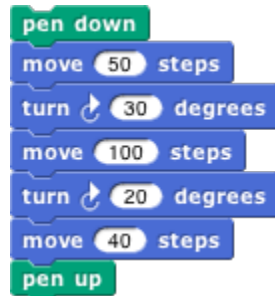 pen down
move 50 steps
turn 30 degrees
move 100 steps
turn 20 degrees
move 40 steps
pen up